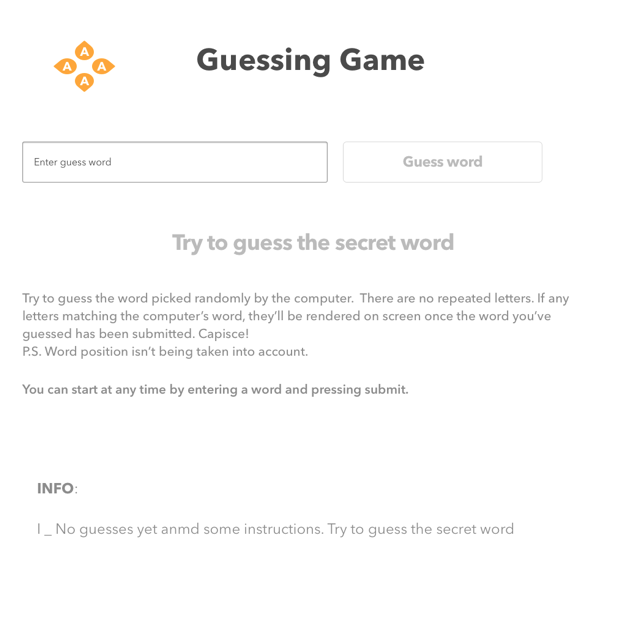 A
A A
A
Guessing Game
Enter guess word
Guess word
Try to guess the secret word
Try to guess the word picked randomly by the computer.  There are no repeated letters. If any
letters matching the computer's word, they'll be rendered on screen once the word you've
guessed has been submitted. Capisce!
P.S. Word position isn't being taken into account.
You can start at any time by entering a word and pressing submit.
INFO:
I _ No guesses yet anmd some instructions. Try to guess the secret word